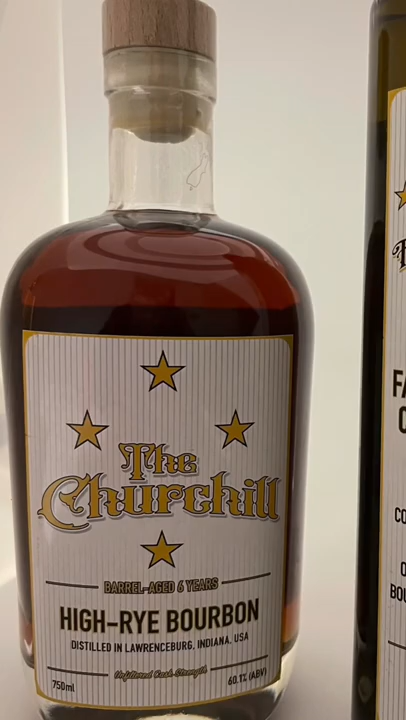 The
Churchill
BARREL-AGED 6 YEARS
HIGH-RYE BOURBON
DISTILLED IN LAWRENCEBURG, INDIANA, USA
Unfiltered Cask Strength
750ml
60.1% (ABV)